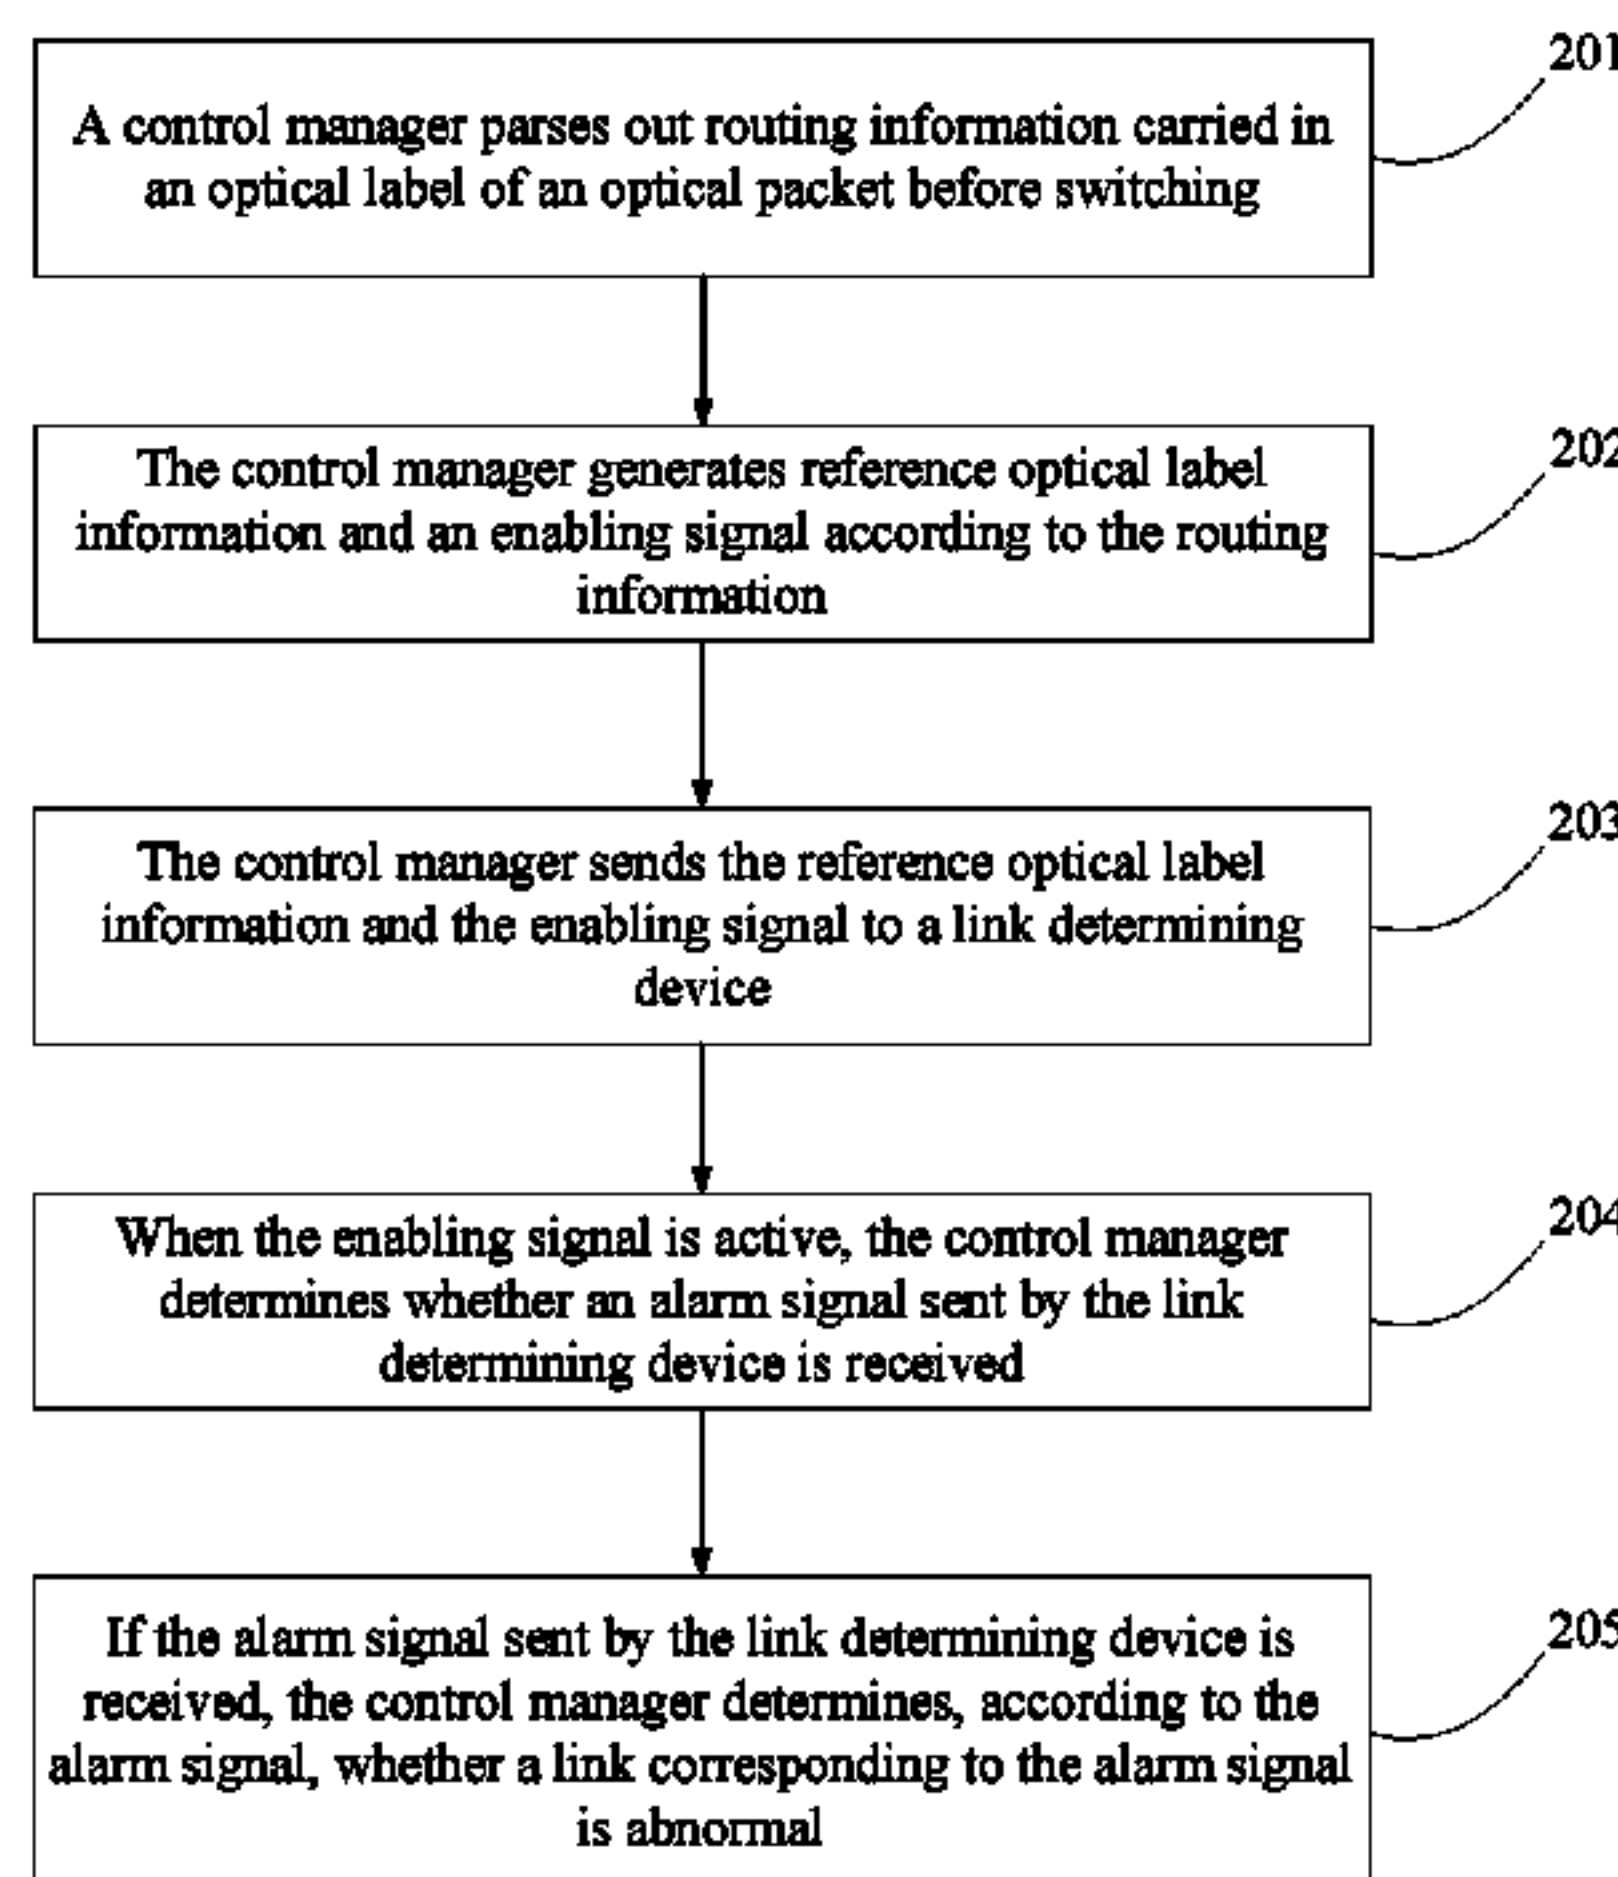 201
A control manager parses out routing information carried in
an optical label of an optical packet before switching
202
The control manager generates reference optical label
information and an enabling signal according to the routing
information
203
The control manager sends the reference optical label
information and the enabling signal to a link determining
device
204
When the enabling signal is active, the control manager
determines whether an alarm signal sent by the link
determining device is received
205
If the alarm signal sent by the link determining device is
received, the control manager determines, according to the
alarm signal, whether a link corresponding to the alarm signal
is abnormal